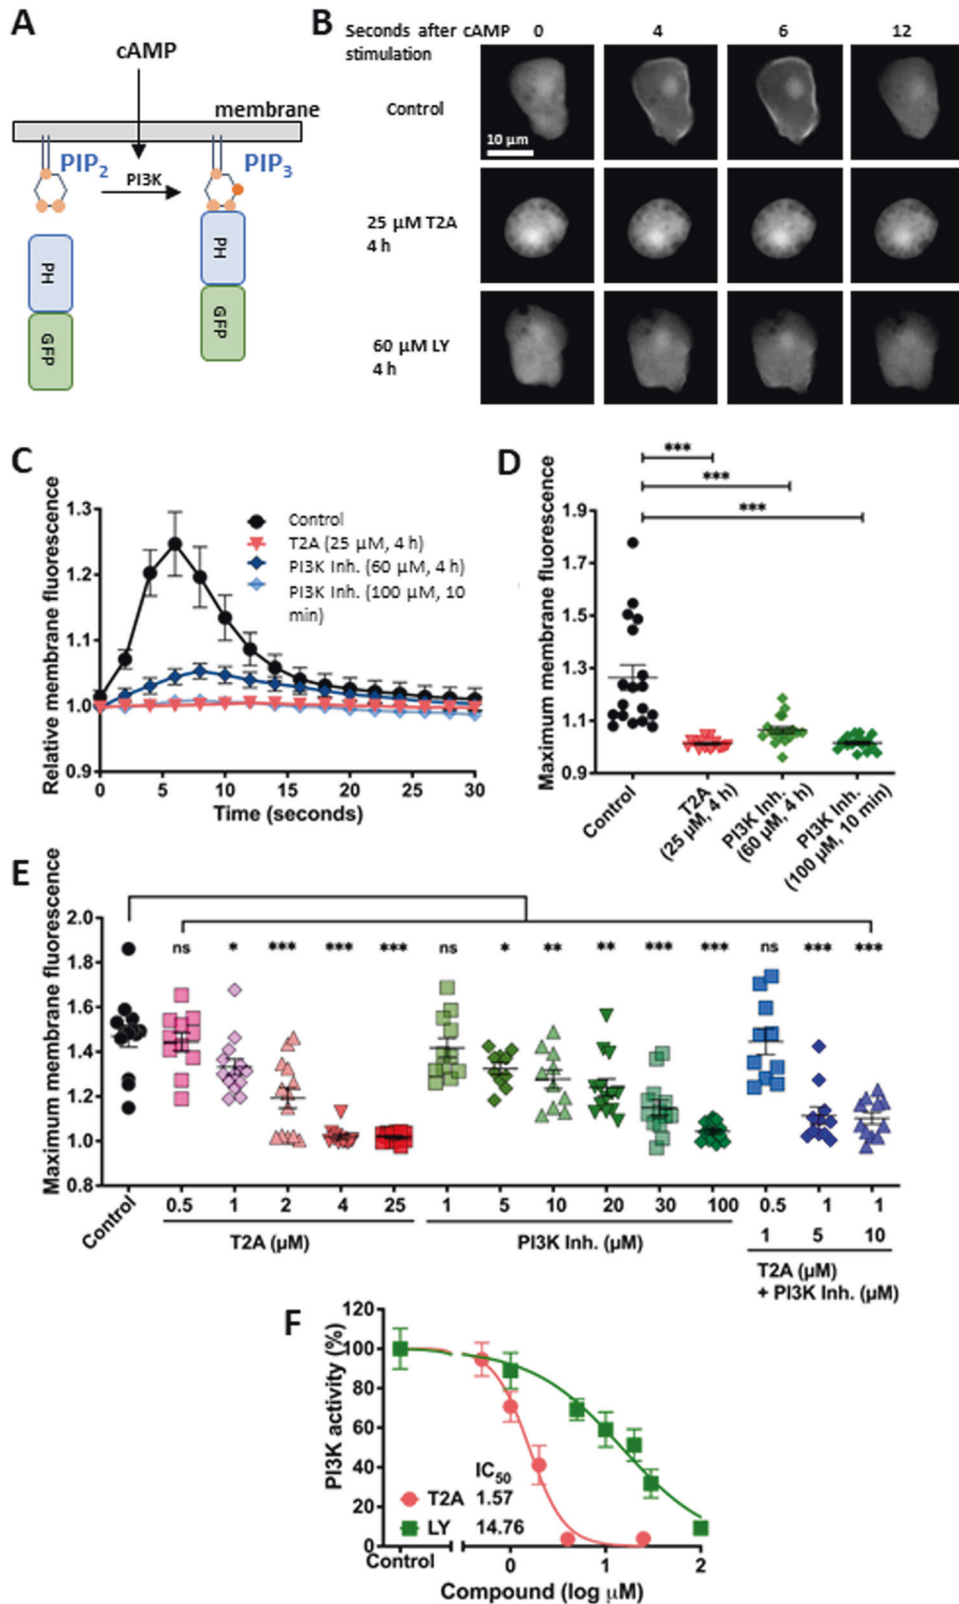 A
cAMP
membrane
PIP2
PI3K
PIP3
PH
GFP
PH
GFP
B
Seconds after cAMP
stimulation
0
4
6
12
Control
10 µm
25 µM T2A
4 h
60 µM LY
4 h
C
Relative membrane fluorescence
1.3
1.2
1.1
1.0
0.9
Control
T2A (25 µM, 4 h)
PI3K Inh. (60 µM, 4 h)
PI3K Inh. (100 µM, 10
min)
0
5
10
15
20
25
30
Time (seconds)
D
***
***
***
Maximum membrane fluorescence
1.9
1.7
1.5
1.3
1.1
0.9
Control
T2A
(25 µM, 4 h)
PI3K Inh.
(60 µM, 4 h)
PI3K Inh.
(100 µM, 10 min)
E
Maximum membrane fluorescence
2.0
1.8
1.6
1.4
1.2
1.0
0.8
ns * *** *** *** ns * ** ** *** *** ns *** ***
Control
0.5 1 2 4 25
T2A (µM)
1 5 10 20 30 100
PI3K Inh. (µM)
0.5 1 1
1 5 10
T2A (µM)
+ PI3K Inh. (µM)
F
PI3K activity (%)
120
100
80
60
40
20
0
IC50
T2A 1.57
LY 14.76
Control
0
1
2
Compound (log µM)